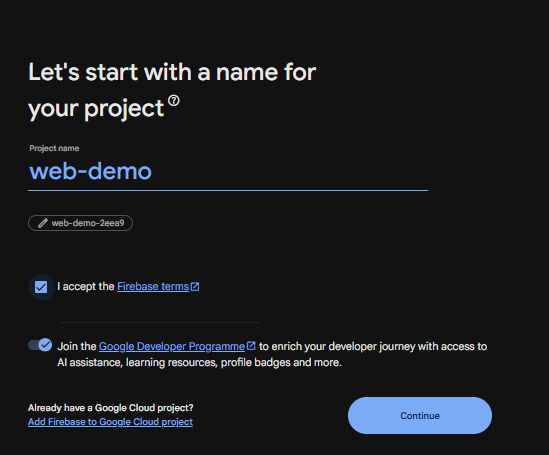 Let's start with a name for
your project
Project name
web-demo
web-demo-2eea9
I accept the Firebase terms
Join the Google Developer Programme to enrich your developer journey with access to
AI assistance, learning resources, profile badges and more.
Already have a Google Cloud project?
Add Firebase to Google Cloud project
Continue